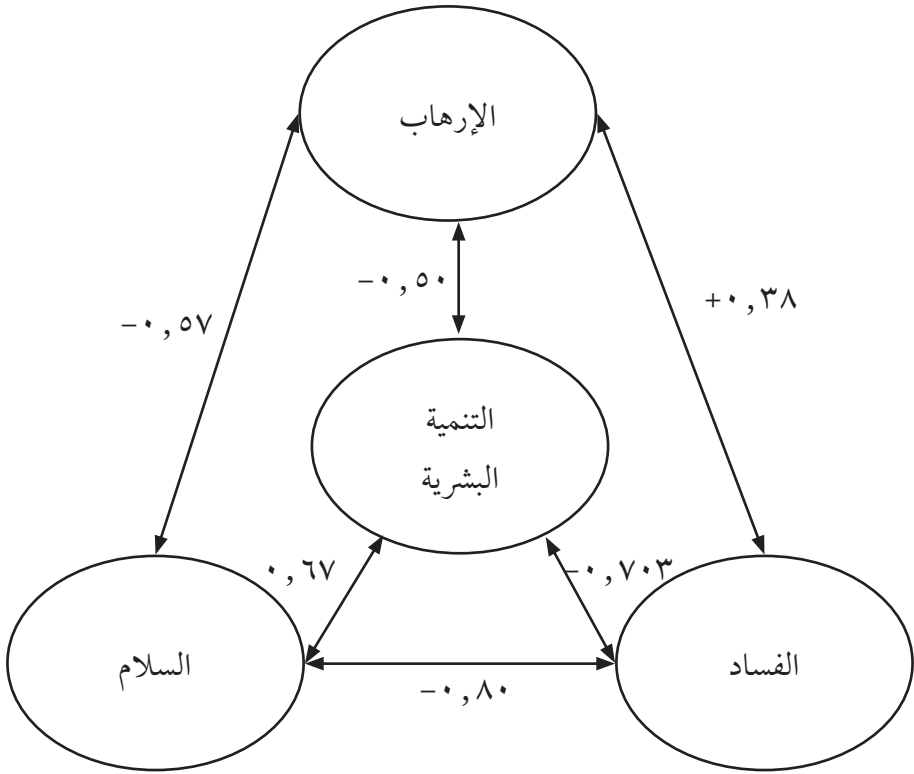 الإرهاب
−٠,٥٠
+٠,٣٨
−٠,٥٧
التنمية
البشرية
٠,٦٧
−٠,٧٠٣
الفساد
السلام
−٠,٨٠